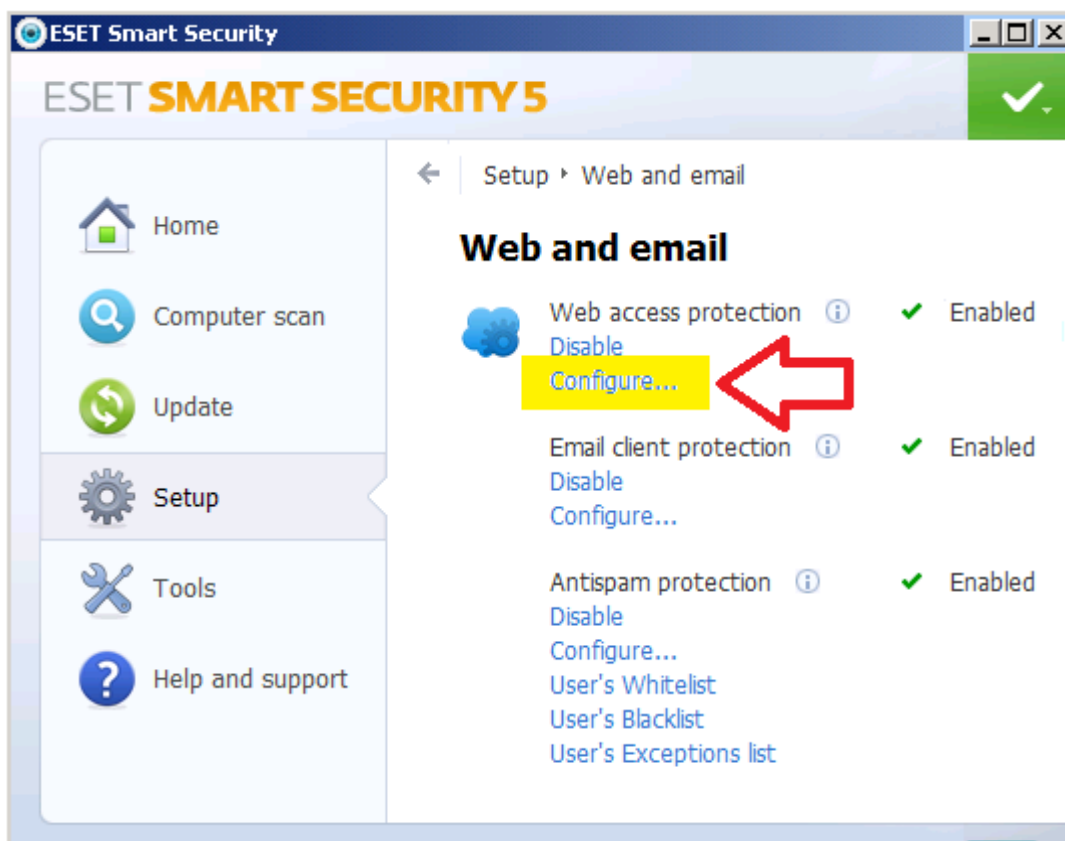 ESET Smart Security
ESET SMART SECURITY 5
Setup Web and email
Home
Computer scan
Update
Setup
Tools
Help and support
Web and email
Web access protection Enabled
Disable
Configure...
Email client protection Enabled
Disable
Configure...
Antispam protection Enabled
Disable
Configure...
User's Whitelist
User's Blacklist
User's Exceptions list